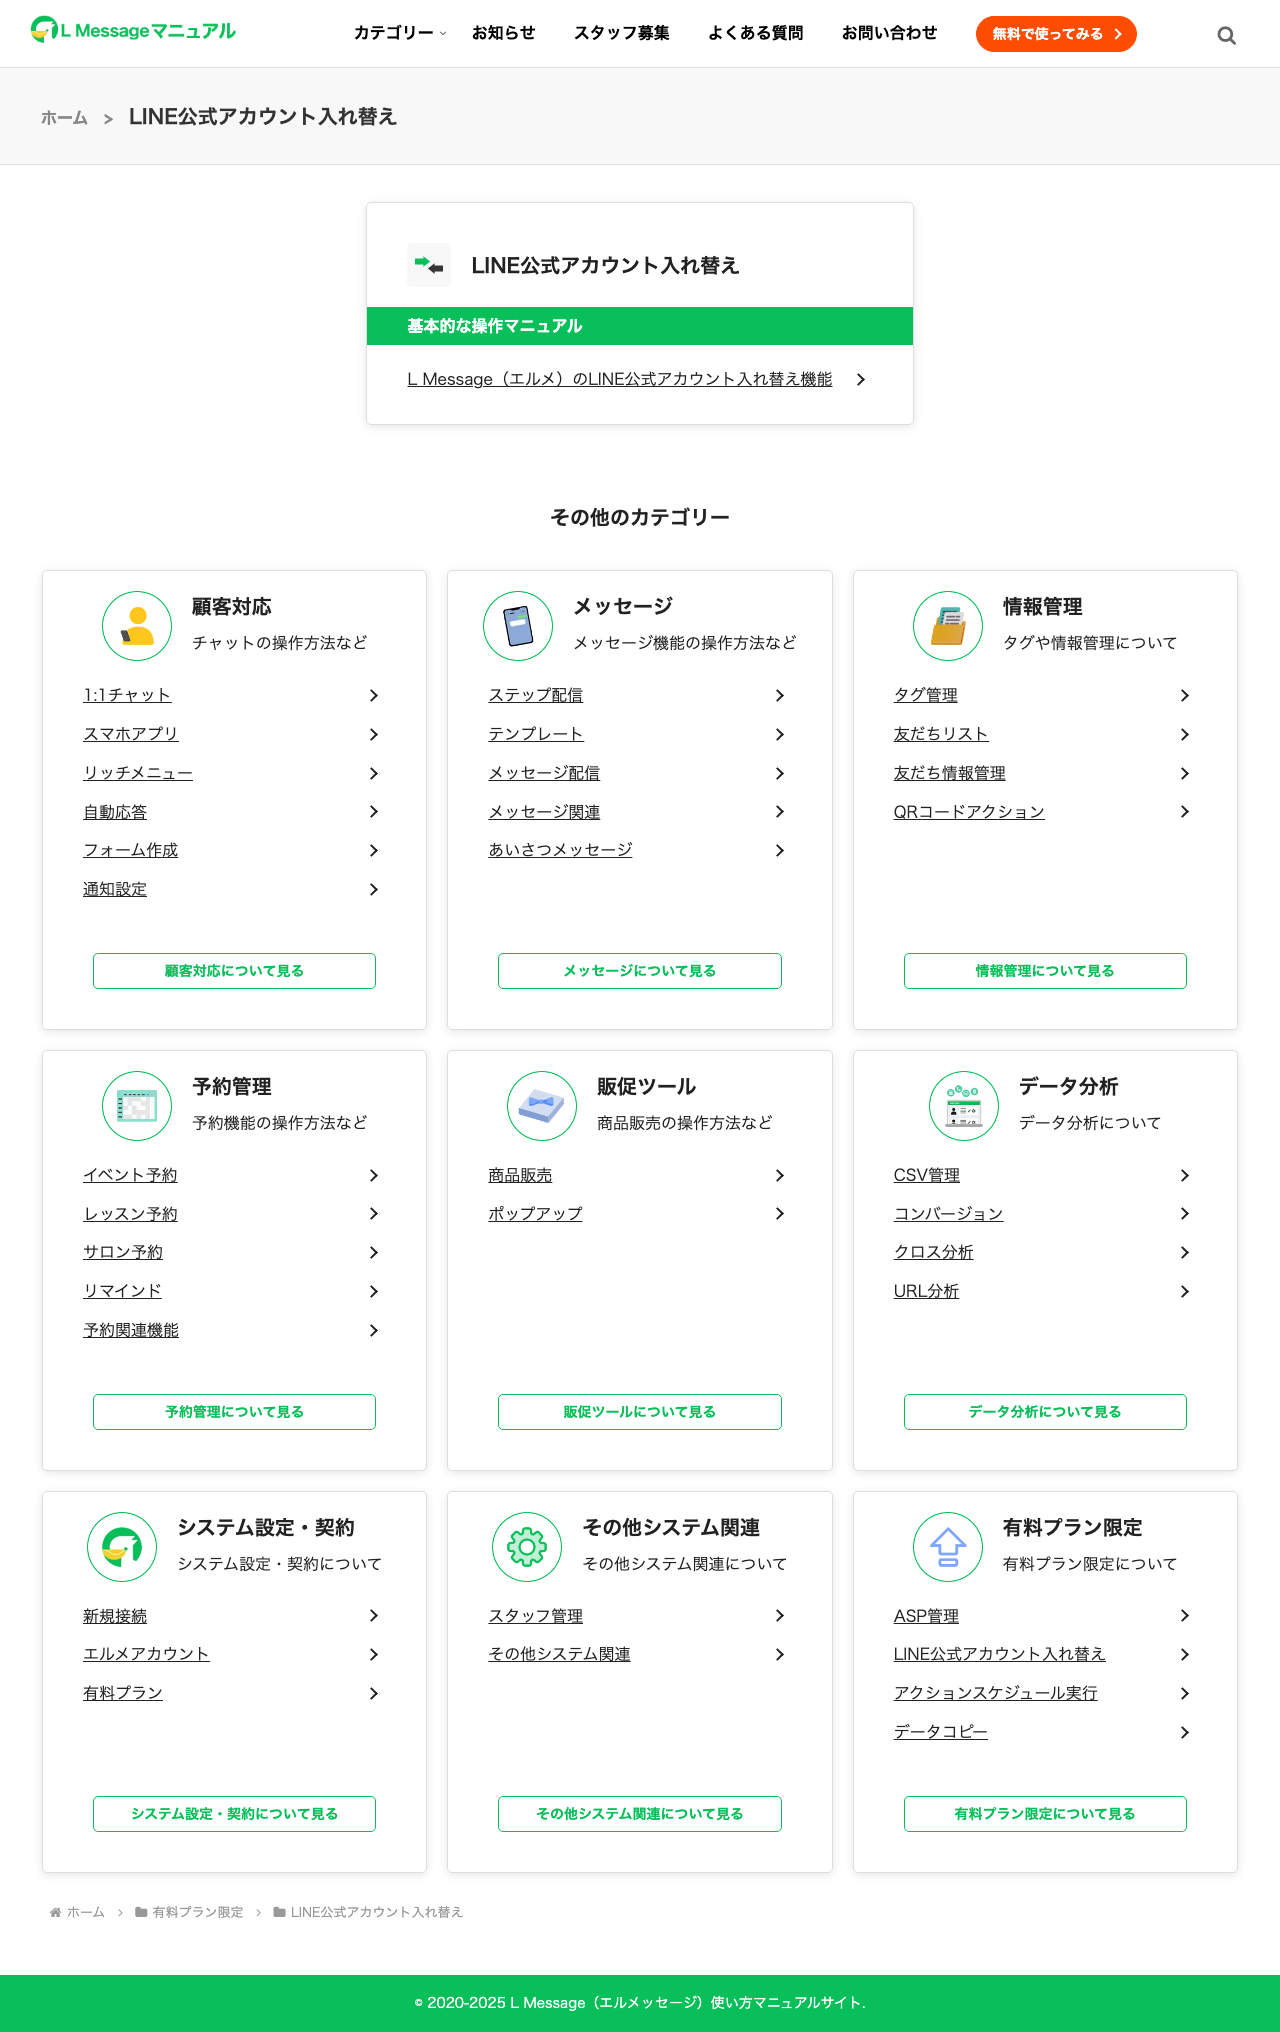 L Messageマニュアル
カテゴリー
お知らせ
スタッフ募集
よくある質問
お問い合わせ
無料で使ってみる
ホーム > LINE公式アカウント入れ替え
LINE公式アカウント入れ替え
基本的な操作マニュアル
L Message（エルメ）のLINE公式アカウント入れ替え機能
その他のカテゴリー
顧客対応
チャットの操作方法など
1:1チャット
スマホアプリ
リッチメニュー
自動応答
フォーム作成
通知設定
顧客対応について見る
メッセージ
メッセージ機能の操作方法など
ステップ配信
テンプレート
メッセージ配信
メッセージ関連
あいさつメッセージ
メッセージについて見る
情報管理
タグや情報管理について
タグ管理
友だちリスト
友だち情報管理
QRコードアクション
情報管理について見る
予約管理
予約機能の操作方法など
イベント予約
レッスン予約
サロン予約
リマインド
予約関連機能
予約管理について見る
販促ツール
商品販売の操作方法など
商品販売
ポップアップ
販促ツールについて見る
データ分析
データ分析について
CSV管理
コンバージョン
クロス分析
URL分析
データ分析について見る
システム設定・契約
システム設定・契約について
新規接続
エルメアカウント
有料プラン
システム設定・契約について見る
その他システム関連
その他システム関連について
スタッフ管理
その他システム関連
その他システム関連について見る
有料プラン限定
有料プラン限定について
ASP管理
LINE公式アカウント入れ替え
アクションスケジュール実行
データコピー
有料プラン限定について見る
ホーム > 有料プラン限定 > LINE公式アカウント入れ替え
© 2020-2025 L Message（エルメッセージ）使い方マニュアルサイト.